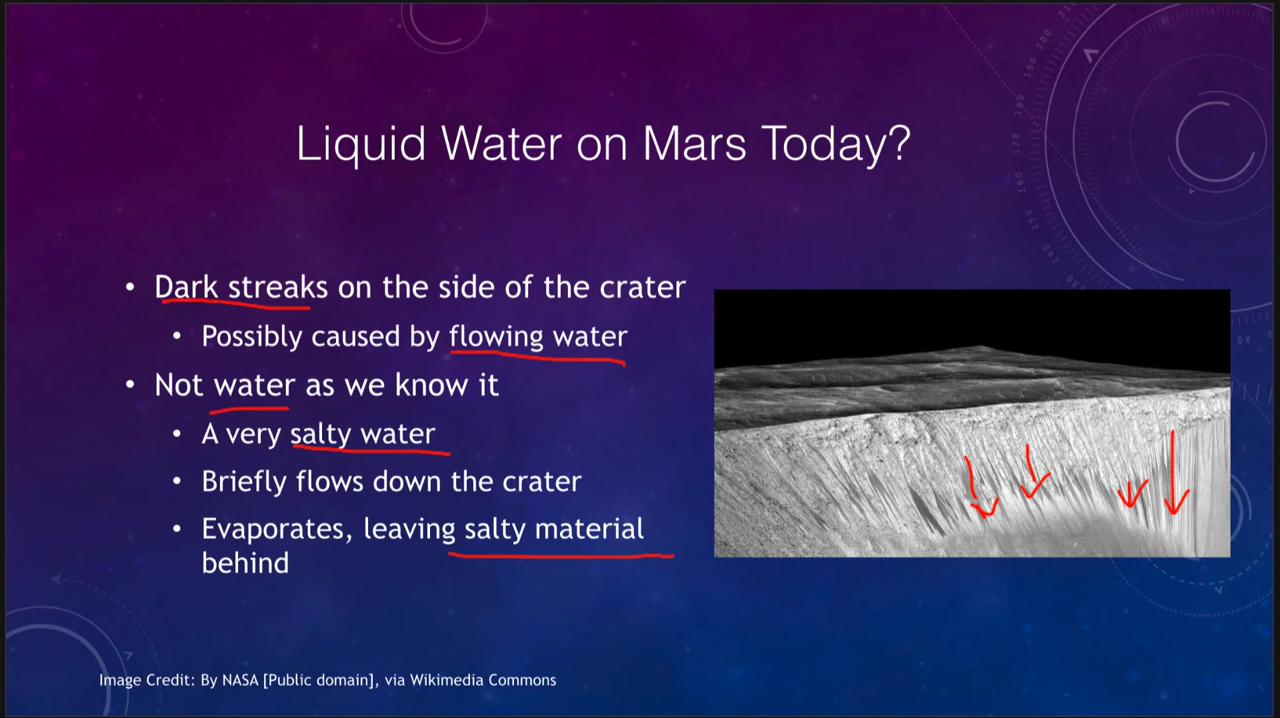 Liquid Water on Mars Today?
• Dark streaks on the side of the crater
• Possibly caused by flowing water
• Not water as we know it
• A very salty water
• Briefly flows down the crater
• Evaporates, leaving salty material
behind
Image Credit: By NASA [Public domain], via Wikimedia Commons